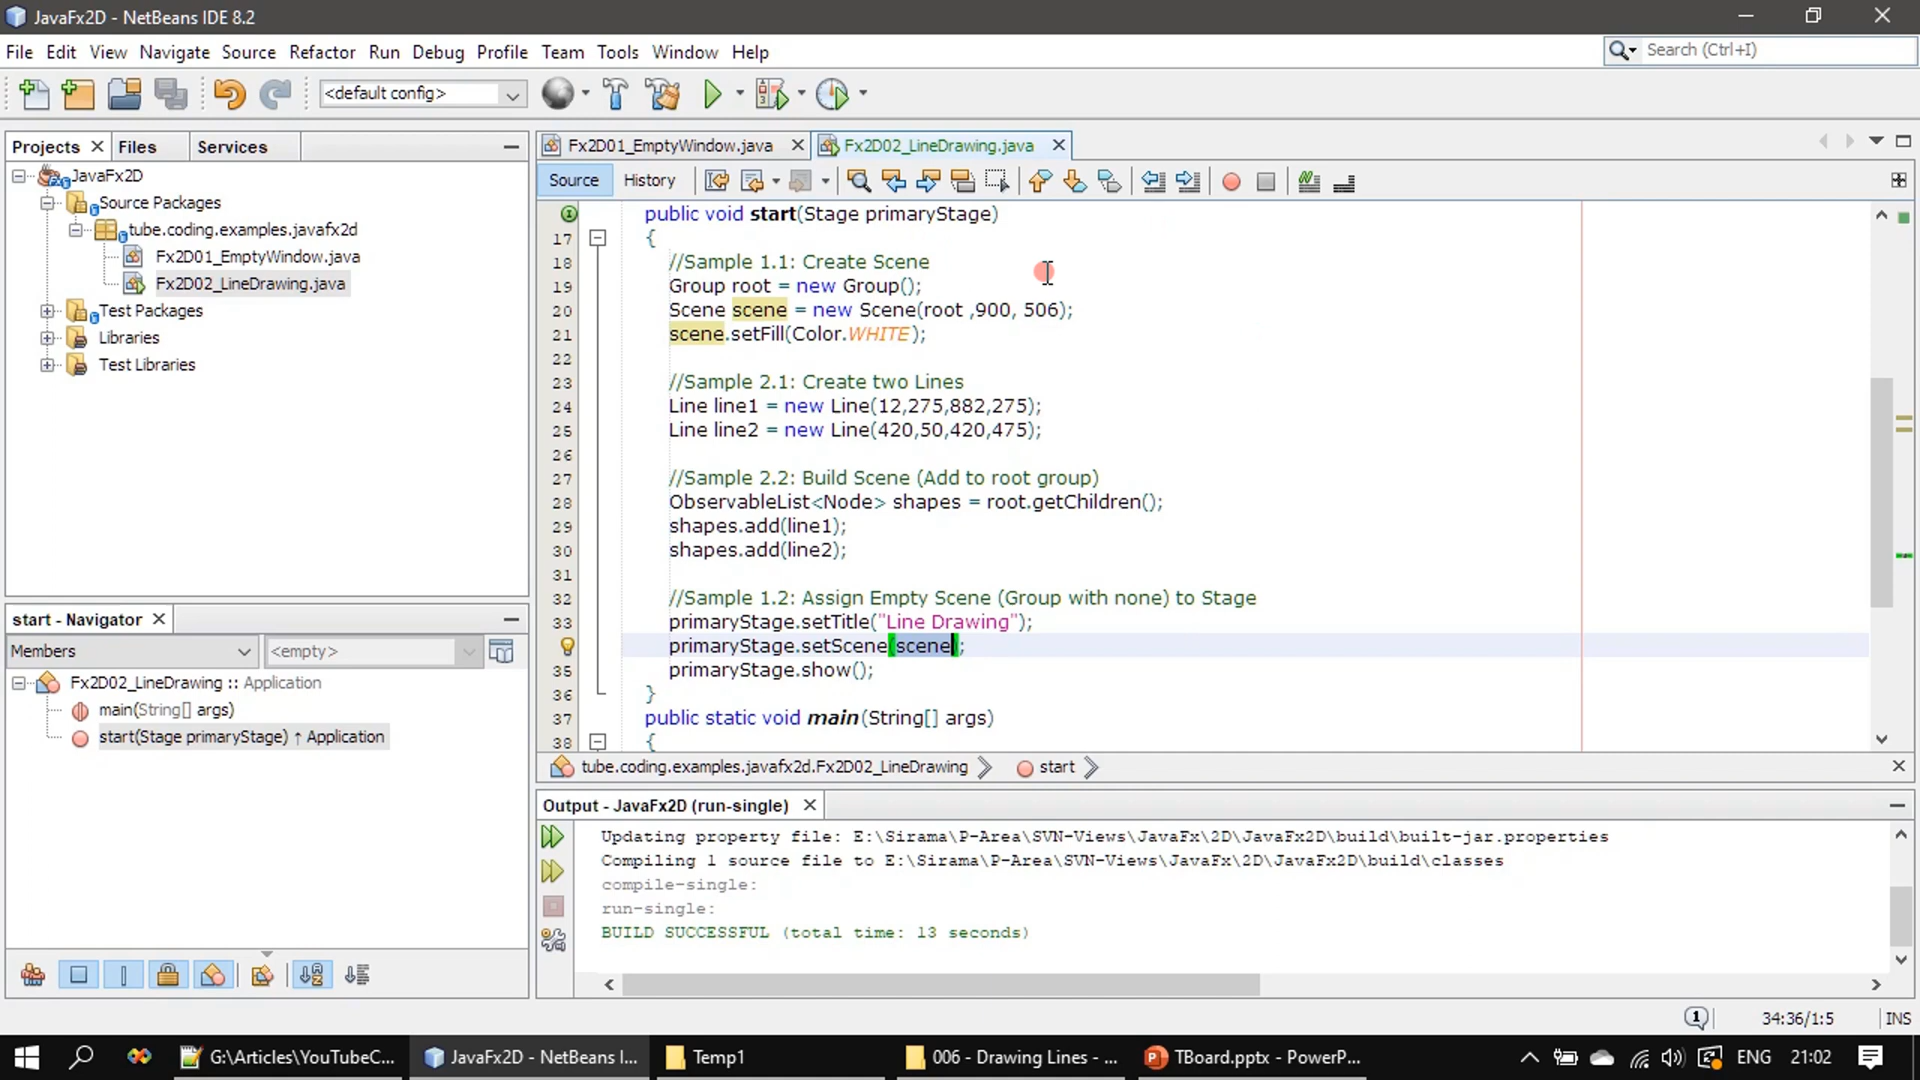 JavaFx2D - NetBeans IDE 8.2
File Edit View Navigate Source Refactor Run Debug Profile Team Tools Window Help
Search (Ctrl+I)
<default config>
Projects Files Services
JavaFx2D
Source Packages
tube.coding.examples.javafx2d
Fx2D01_EmptyWindow.java
Fx2D02_LineDrawing.java
Test Packages
Libraries
Test Libraries
start - Navigator
Members <empty>
Fx2D02_LineDrawing :: Application
main(String[] args)
start(Stage primaryStage) ↑ Application
Fx2D01_EmptyWindow.java Fx2D02_LineDrawing.java
Source History
public void start(Stage primaryStage)
17 {
18 //Sample 1.1: Create Scene
19 Group root = new Group();
20 Scene scene = new Scene(root ,900, 506);
21 scene.setFill(Color.WHITE);
22
23 //Sample 2.1: Create two Lines
24 Line line1 = new Line(12,275,882,275);
25 Line line2 = new Line(420,50,420,475);
26
27 //Sample 2.2: Build Scene (Add to root group)
28 ObservableList<Node> shapes = root.getChildren();
29 shapes.add(line1);
30 shapes.add(line2);
31
32 //Sample 1.2: Assign Empty Scene (Group with none) to Stage
33 primaryStage.setTitle("Line Drawing");
primaryStage.setScene(scene);
35 primaryStage.show();
36 }
37 public static void main(String[] args)
38 {
tube.coding.examples.javafx2d.Fx2D02_LineDrawing start
Output - JavaFx2D (run-single)
Updating property file: E:\Sirama\P-Area\SVN-Views\JavaFx\2D\JavaFx2D\build\built-jar.properties
Compiling 1 source file to E:\Sirama\P-Area\SVN-Views\JavaFx\2D\JavaFx2D\build\classes
compile-single:
run-single:
BUILD SUCCESSFUL (total time: 13 seconds)
1 34:36/1:5 INS
G:\Articles\YouTubeC... JavaFx2D - NetBeans I... Temp1 006 - Drawing Lines - ... TBoard.pptx - PowerP... ENG 21:02